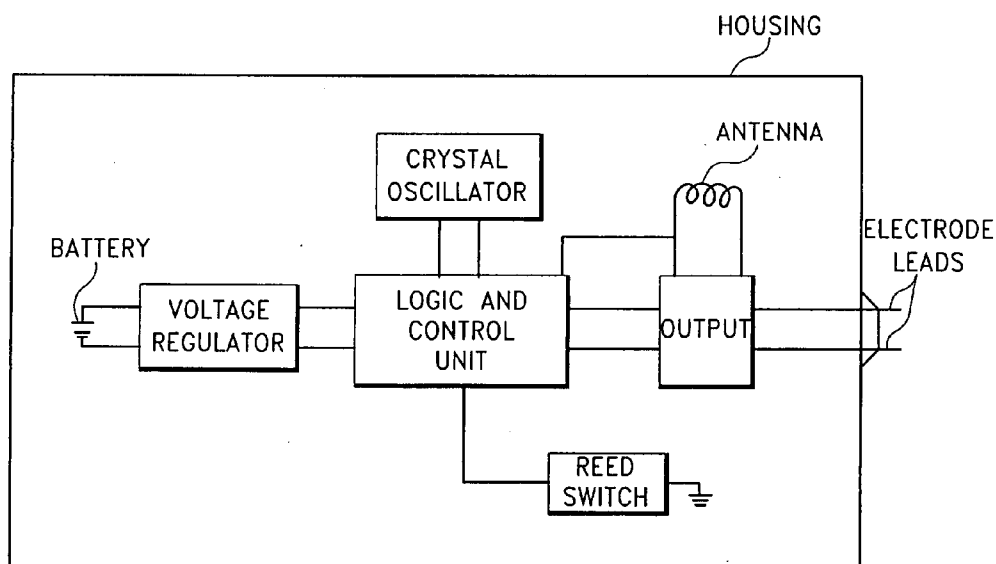 HOUSING
ANTENNA
CRYSTAL
OSCILLATOR
ELECTRODE
LEADS
BATTERY
VOLTAGE
REGULATOR
LOGIC AND
CONTROL
UNIT
OUTPUT
REED
SWITCH